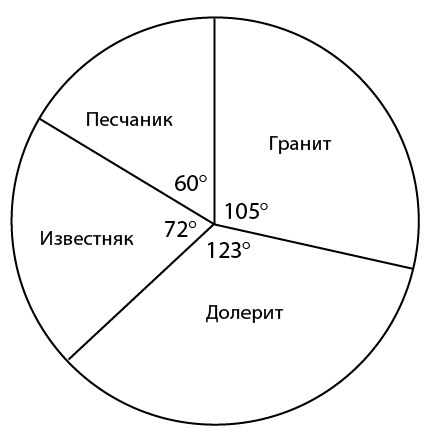 Песчаник
Гранит
60°
105°
Известняк
72°
123°
Долерит